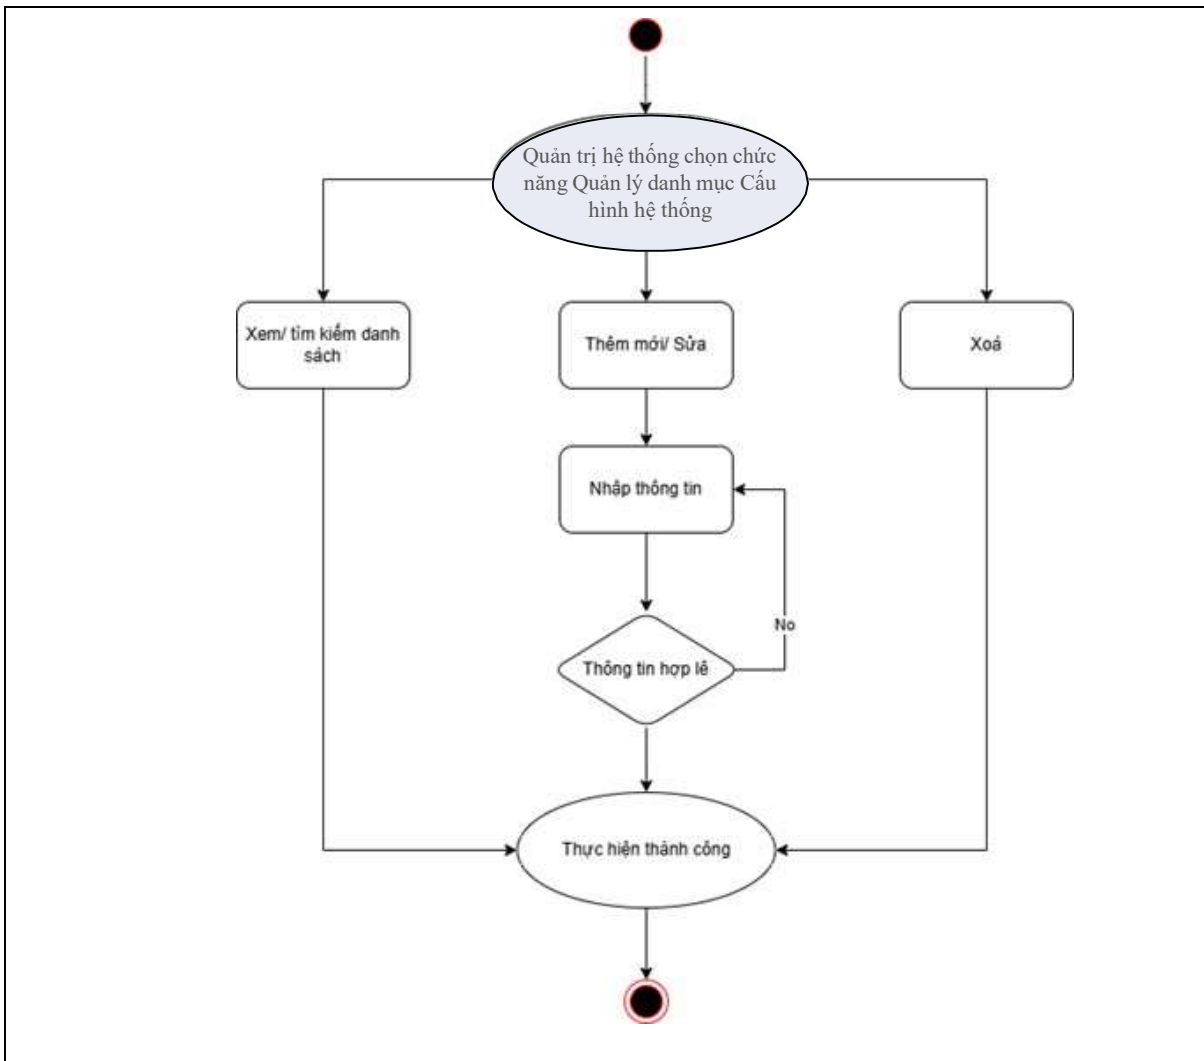 Quản trị hệ thống chọn chức
năng Quản lý danh mục Cấu
hình hệ thống
Xem/ tìm kiếm danh
sách
Thêm mới/ Sửa
Xoá
Nhập thông tin
No
Thông tin hợp lê
Thực hiện thành công